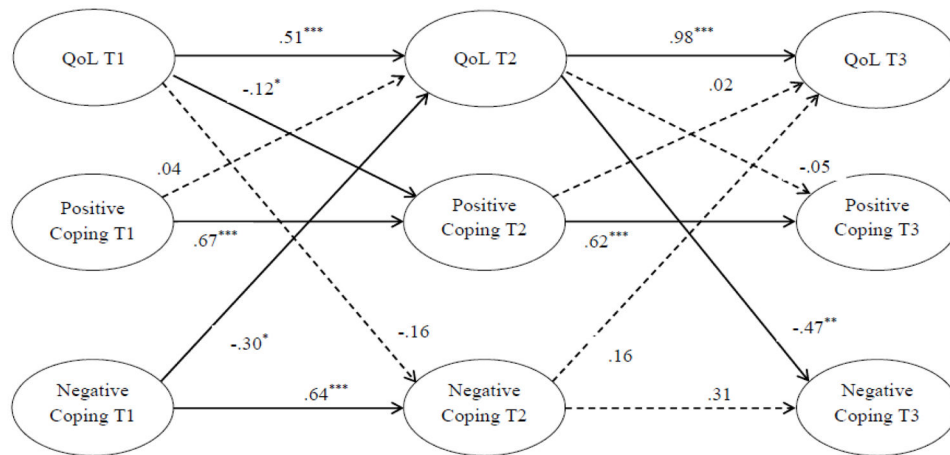 QoL T1
.51***
QoL T2
.98***
QoL T3
-.12*
.02
.04
-.05
Positive
Coping T1
.67***
Positive
Coping T2
.62***
Positive
Coping T3
-.30*
-.16
.16
-.47**
Negative
Coping T1
.64***
Negative
Coping T2
.31
Negative
Coping T3